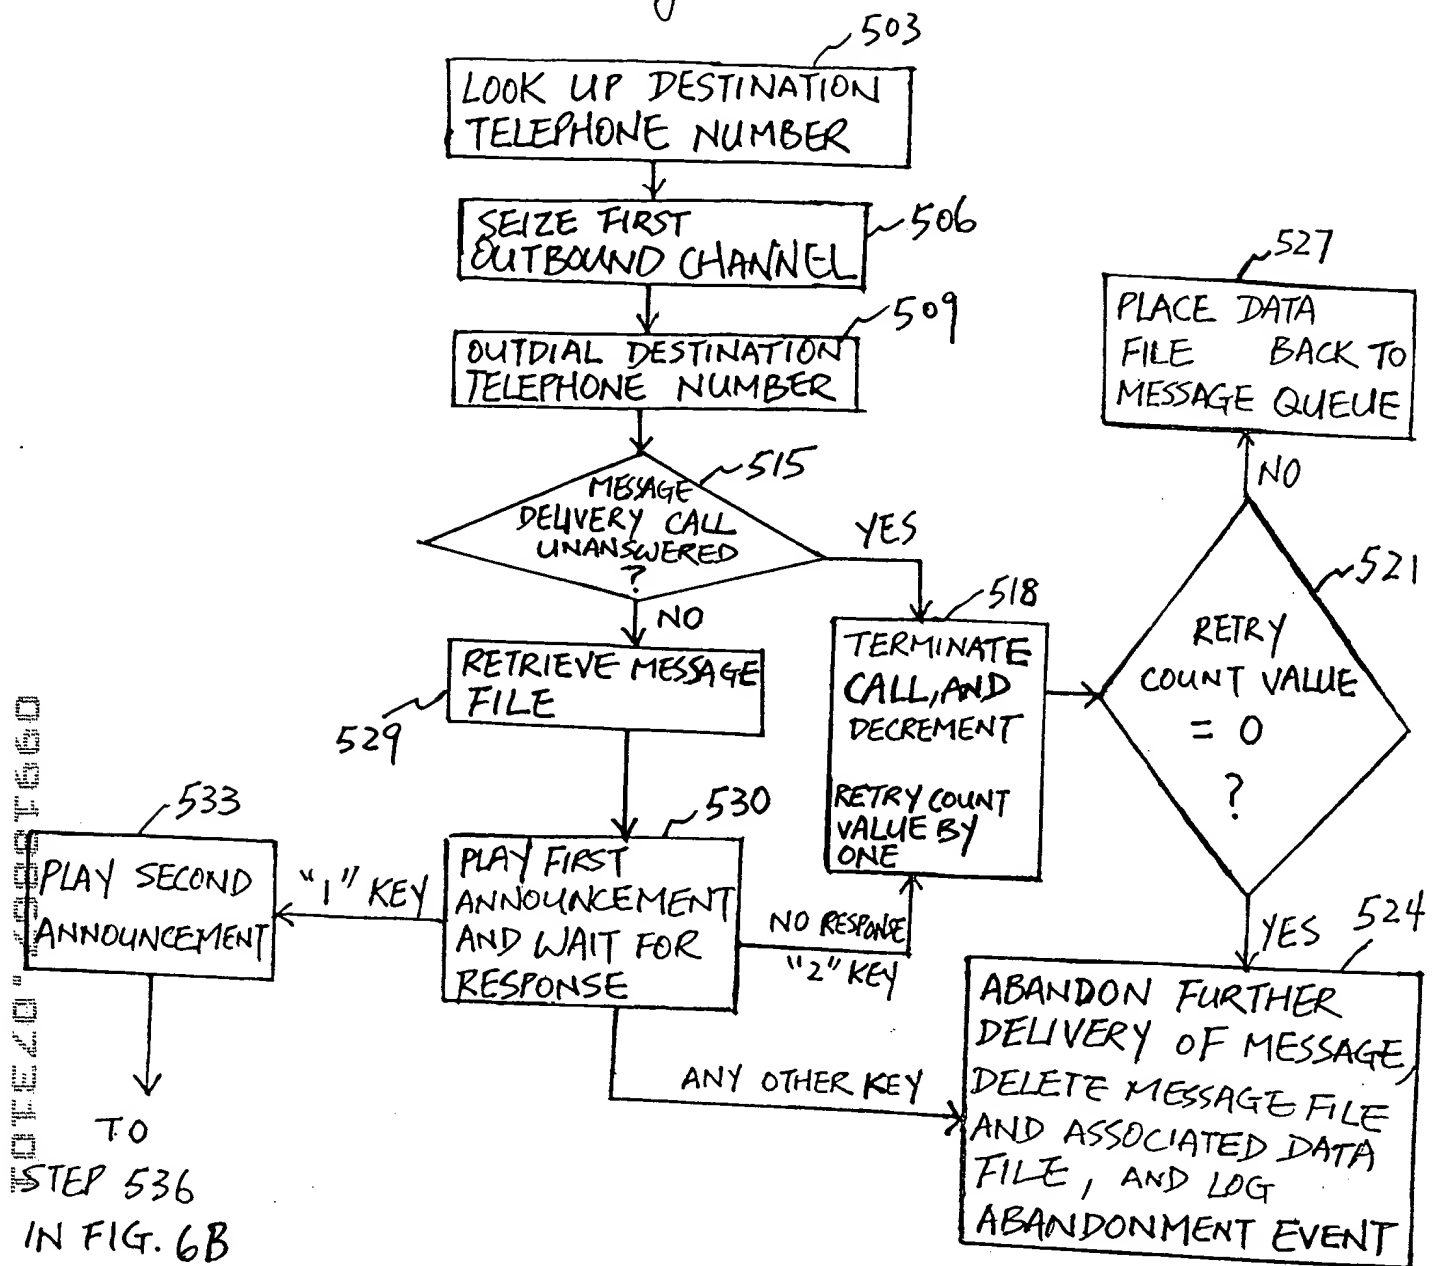 503
LOOK UP DESTINATION
TELEPHONE NUMBER
SEIZE FIRST
OUTBOUND CHANNEL
506
OUTDIAL DESTINATION
TELEPHONE NUMBER
509
527
PLACE DATA
FILE BACK TO
MESSAGE QUEUE
515
MESSAGE
DELIVERY CALL
UNANSWERED
?
YES
NO
NO
521
RETRY
COUNT VALUE
= 0
?
518
TERMINATE
CALL, AND
DECREMENT
RETRY COUNT
VALUE BY
ONE
RETRIEVE MESSAGE
FILE
529
533
PLAY SECOND
ANNOUNCEMENT
"1" KEY
530
PLAY FIRST
ANNOUNCEMENT
AND WAIT FOR
RESPONSE
NO RESPONSE
"2" KEY
YES
524
ABANDON FURTHER
DELIVERY OF MESSAGE,
DELETE MESSAGE FILE
AND ASSOCIATED DATA
FILE, AND LOG
ABANDONMENT EVENT
ANY OTHER KEY
TO
STEP 536
IN FIG. 6B